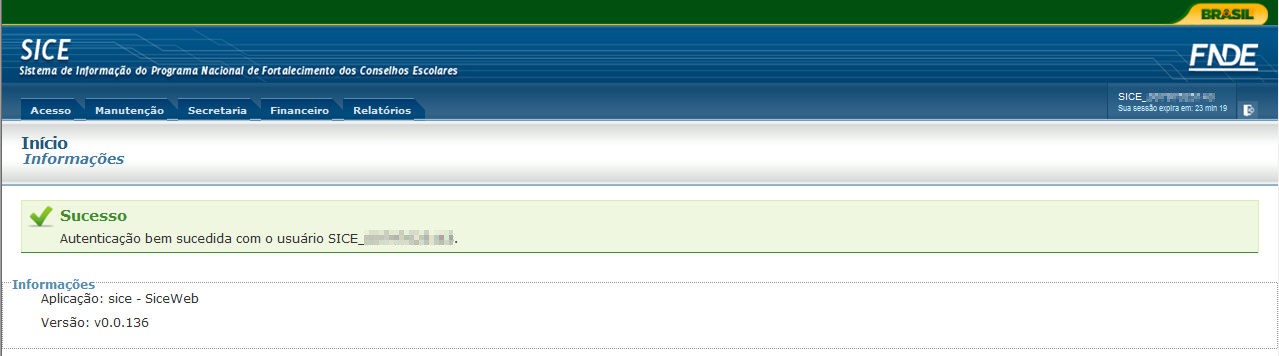 BRASIL
SICE
Sistema de Informação do Programa Nacional de Fortalecimento dos Conselhos Escolares
FNDE
Acesso Manutenção Secretaria Financeiro Relatórios
SICE_
Sua sessão expira em: 23 min 19
Início
Informações
Sucesso
Autenticação bem sucedida com o usuário SICE_ .
Informações
Aplicação: sice - SiceWeb
Versão: v0.0.136